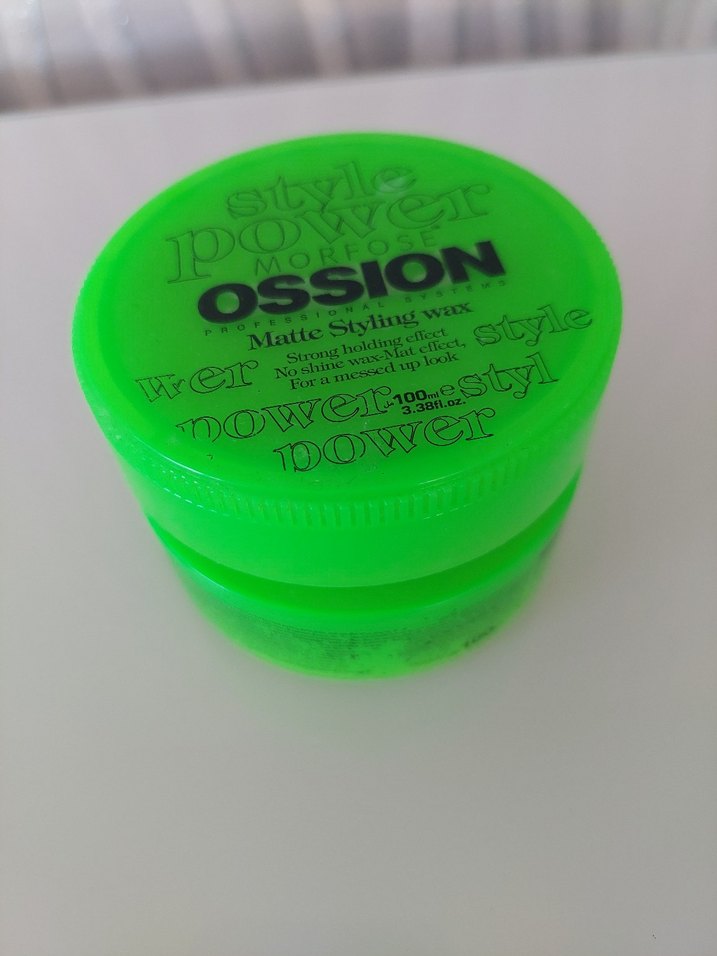 style
power
MORFOSE
OSSION
PROFESSIONAL SYSTEMS
Matte Styling wax
Strong holding effect
No shine wax-Mat effect,
For a messed up look
style
wer
power
100ml e
3.38fl.oz.
styl
power